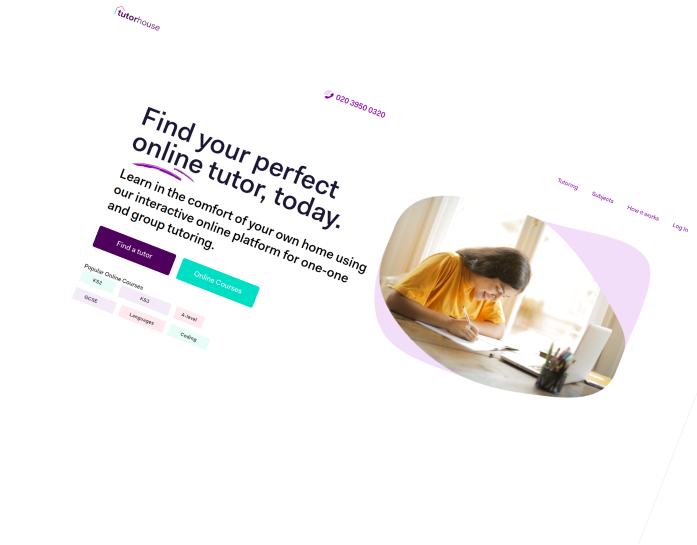 tutorhouse
020 3950 0320
Tutoring
Subjects
How it works
Log In
Find your perfect
online tutor, today.
Learn in the comfort of your own home using
our interactive online platform for one-one
and group tutoring.
Find a tutor
Online Courses
Popular Online Courses
KS2
KS3
A-level
GCSE
Languages
Coding